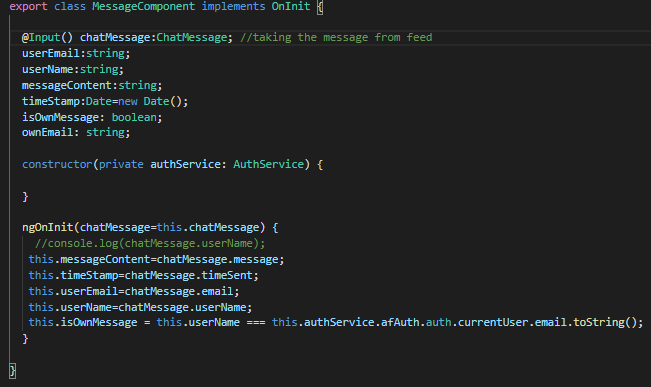 export class MessageComponent implements OnInit {
@Input() chatMessage:ChatMessage; //taking the message from feed
userEmail:string;
userName:string;
messageContent:string;
timeStamp:Date=new Date();
isOwnMessage: boolean;
ownEmail: string;
constructor(private authService: AuthService) {
}
ngOnInit(chatMessage=this.chatMessage) {
//console.log(chatMessage.userName);
this.messageContent=chatMessage.message;
this.timeStamp=chatMessage.timeSent;
this.userEmail=chatMessage.email;
this.userName=chatMessage.userName;
this.isOwnMessage = this.userName === this.authService.afAuth.auth.currentUser.email.toString();
}
}